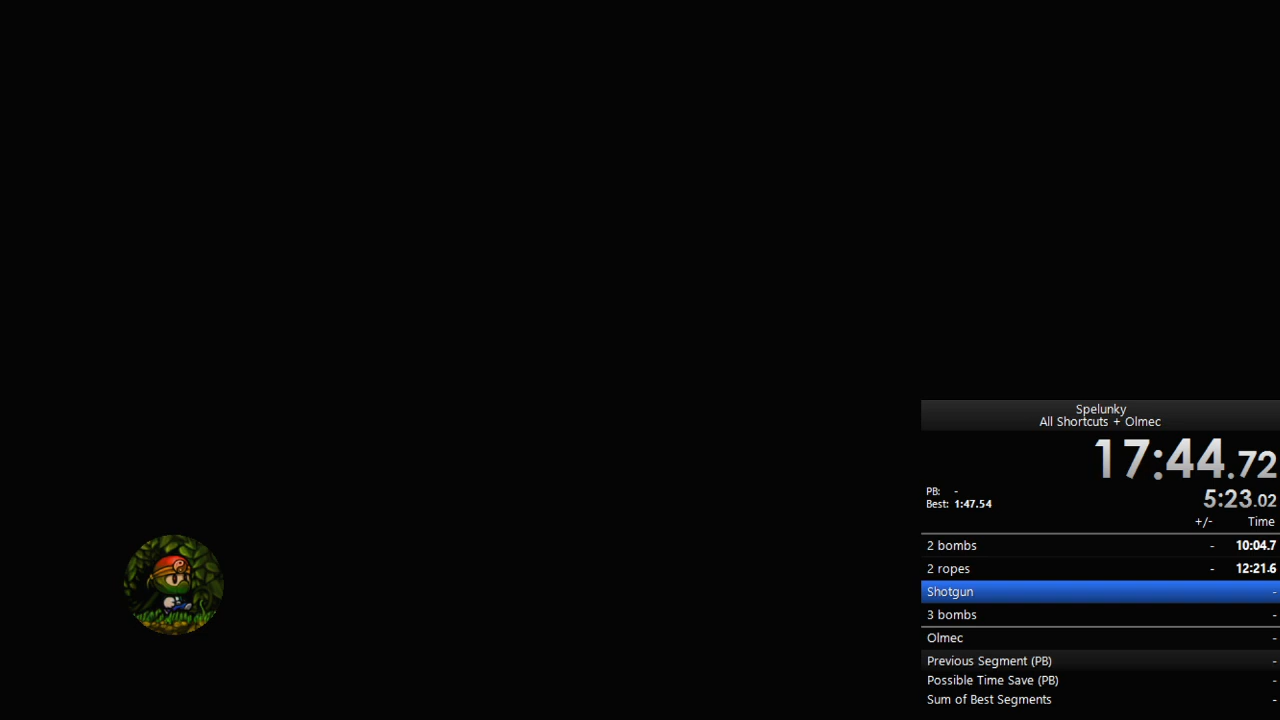 Spelunky
All Shortcuts + Olmec
17:44.72
PB: -
5:23.02
Best: 1:47.54
+/- Time
2 bombs - 10:04.7
2 ropes - 12:21.6
Shotgun -
3 bombs -
Olmec -
Previous Segment (PB) -
Possible Time Save (PB) -
Sum of Best Segments -